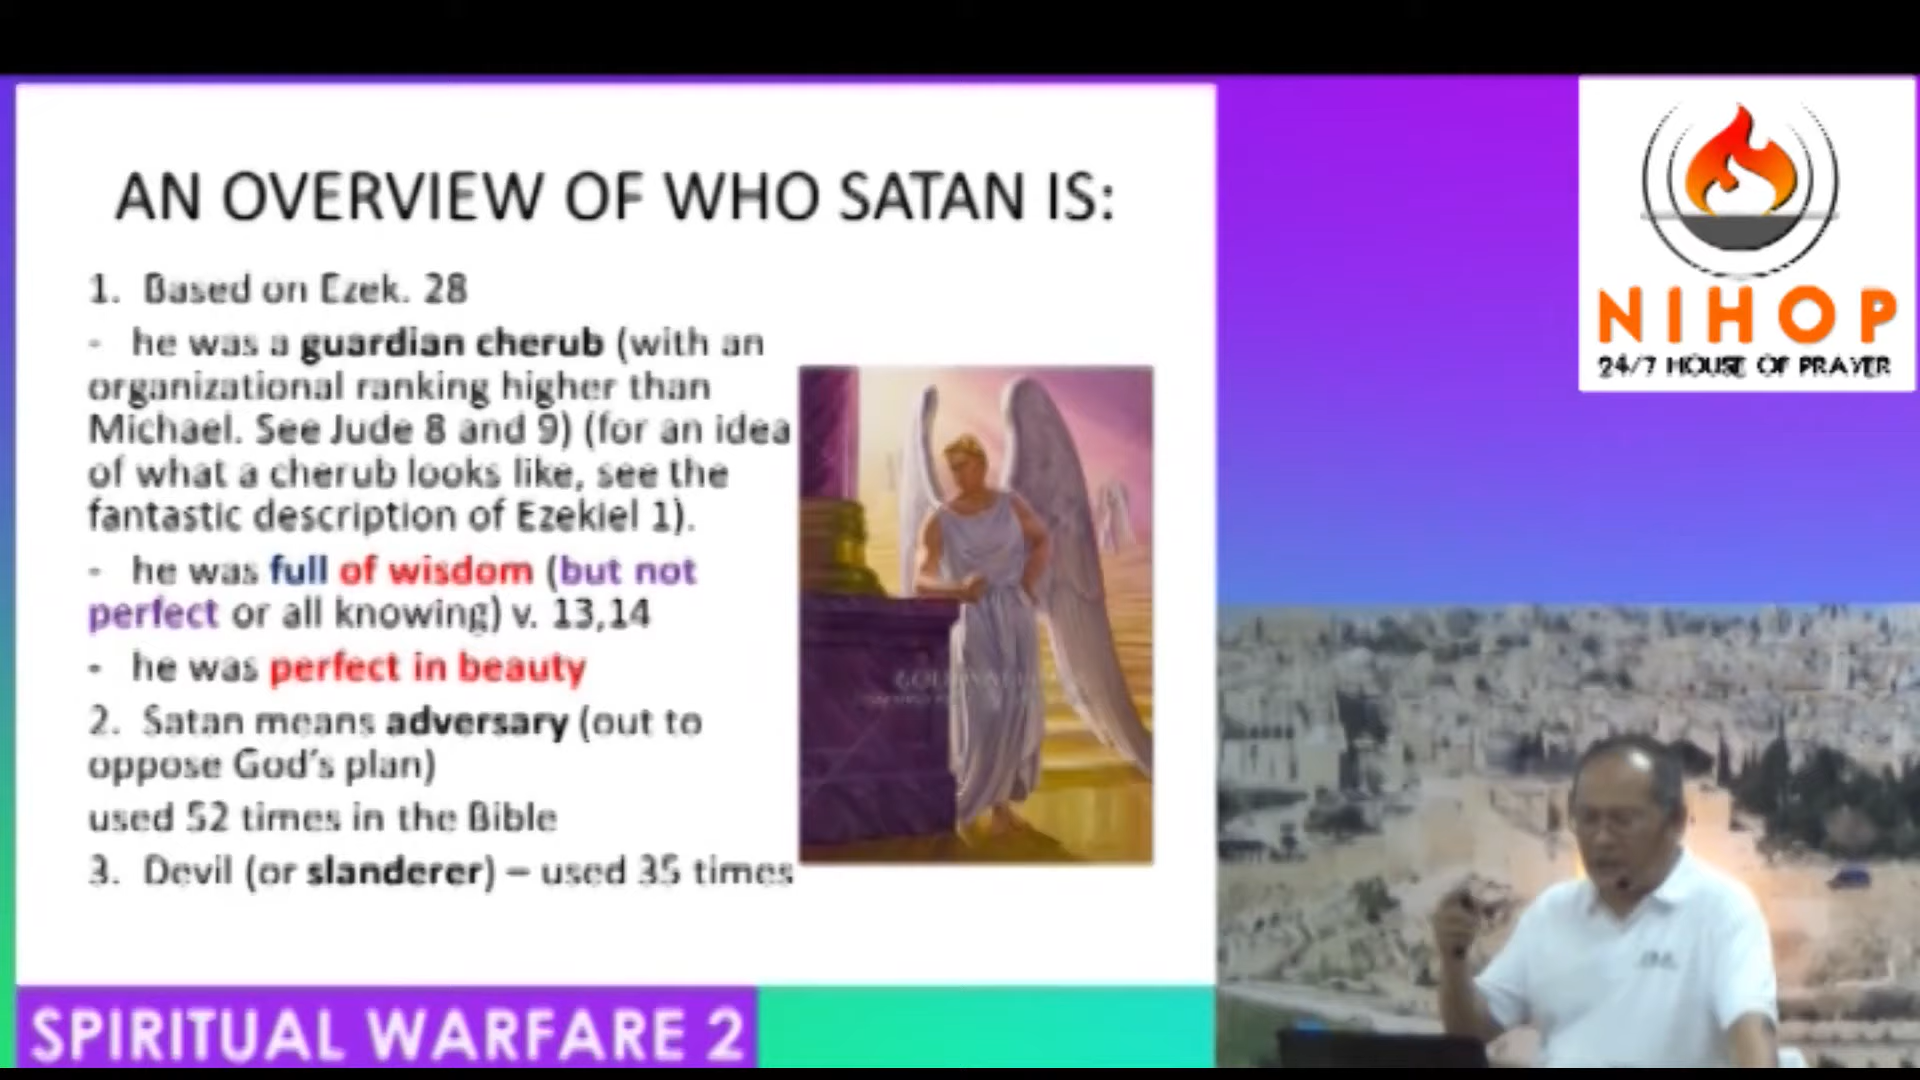 AN OVERVIEW OF WHO SATAN IS:
1. Based on Ezek. 28
- he was a guardian cherub (with an
organizational ranking higher than
Michael. See Jude 8 and 9) (for an idea
of what a cherub looks like, see the
fantastic description of Ezekiel 1).
- he was full of wisdom (but not
perfect or all knowing) v. 13,14
- he was perfect in beauty
2. Satan means adversary (out to
oppose God's plan)
used 52 times in the Bible
3. Devil (or slanderer) – used 35 times
NIHOP
24/7 HOUSE OF PRAYER
SPIRITUAL WARFARE 2